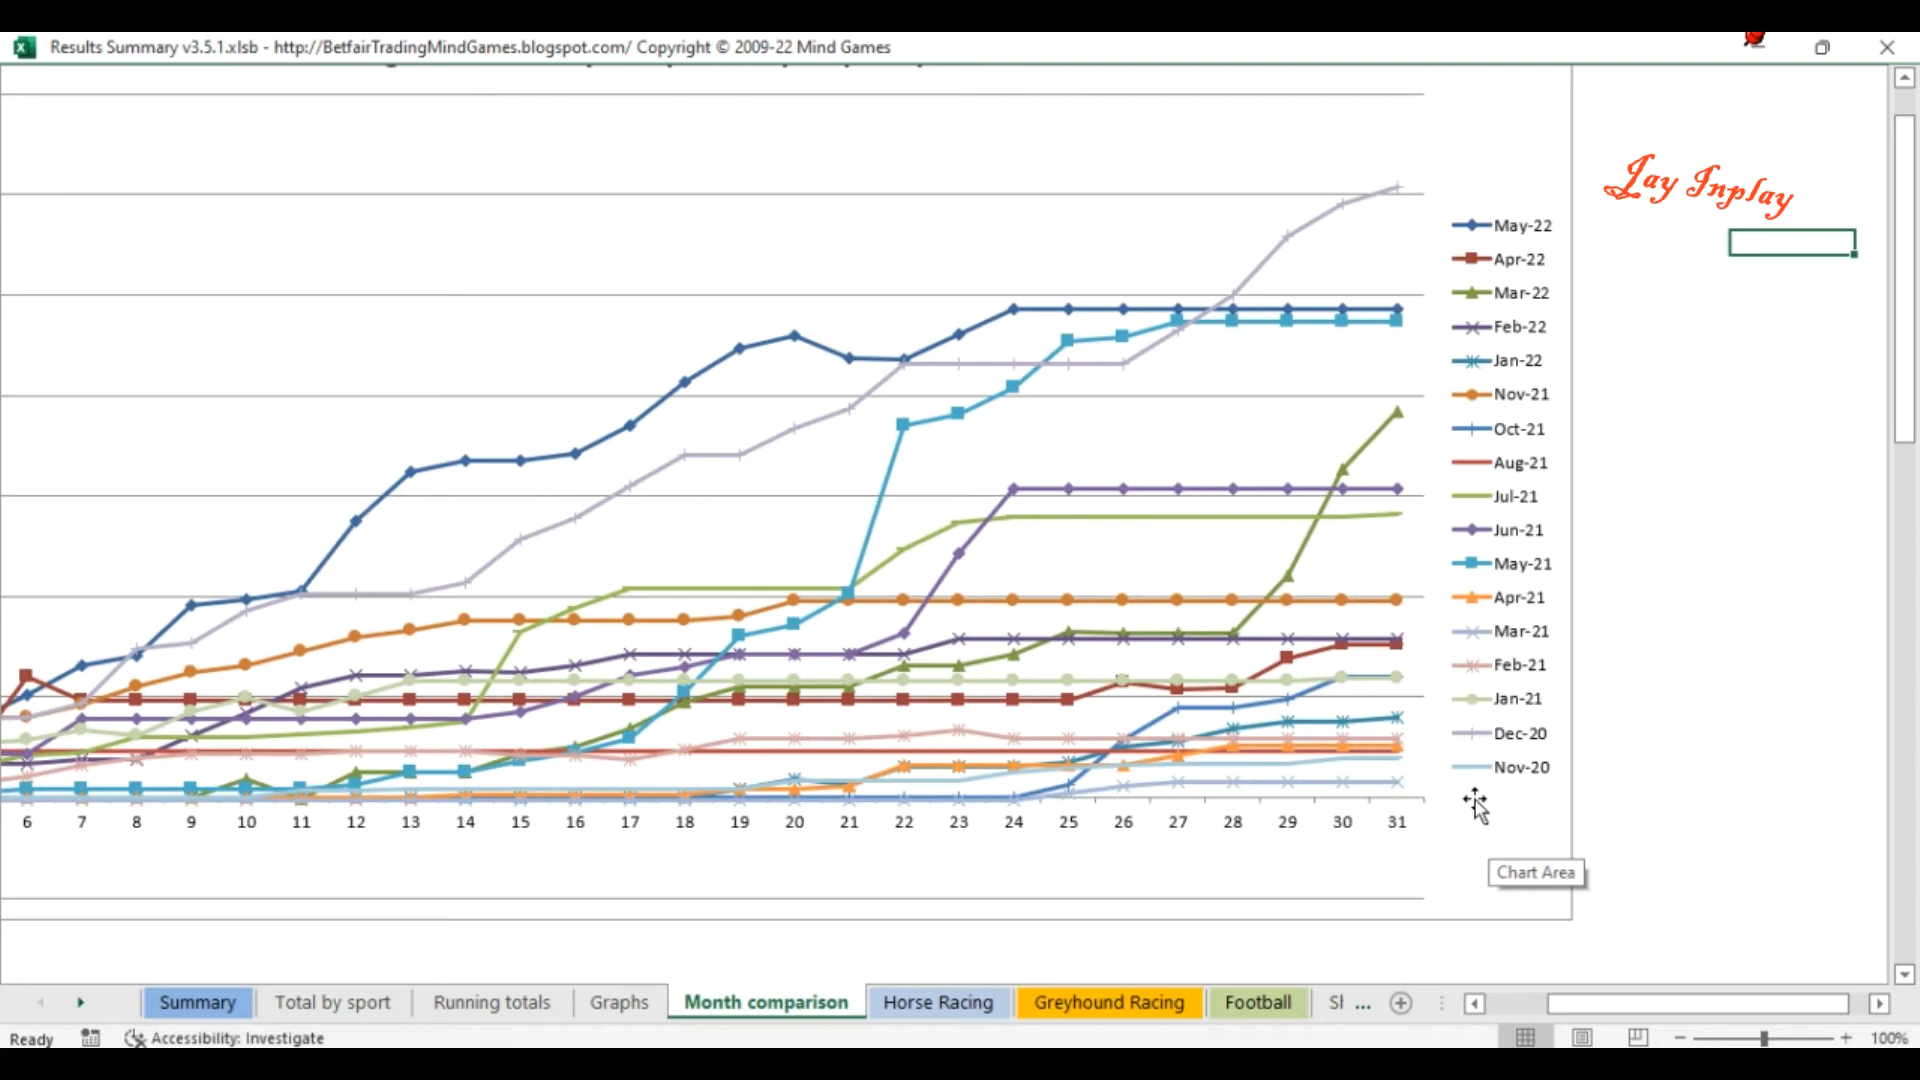 Results Summary v3.5.1.xlsb - http://BetfairTradingMindGames.blogspot.com/ Copyright © 2009-22 Mind Games
Jay Inplay
May-22
Apr-22
Mar-22
Feb-22
Jan-22
Nov-21
Oct-21
Aug-21
Jul-21
Jun-21
May-21
Apr-21
Mar-21
Feb-21
Jan-21
Dec-20
Nov-20
6 7 8 9 10 11 12 13 14 15 16 17 18 19 20 21 22 23 24 25 26 27 28 29 30 31
Chart Area
Summary Total by sport Running totals Graphs Month comparison Horse Racing Greyhound Racing Football Sl ...
Ready Accessibility: Investigate 100%